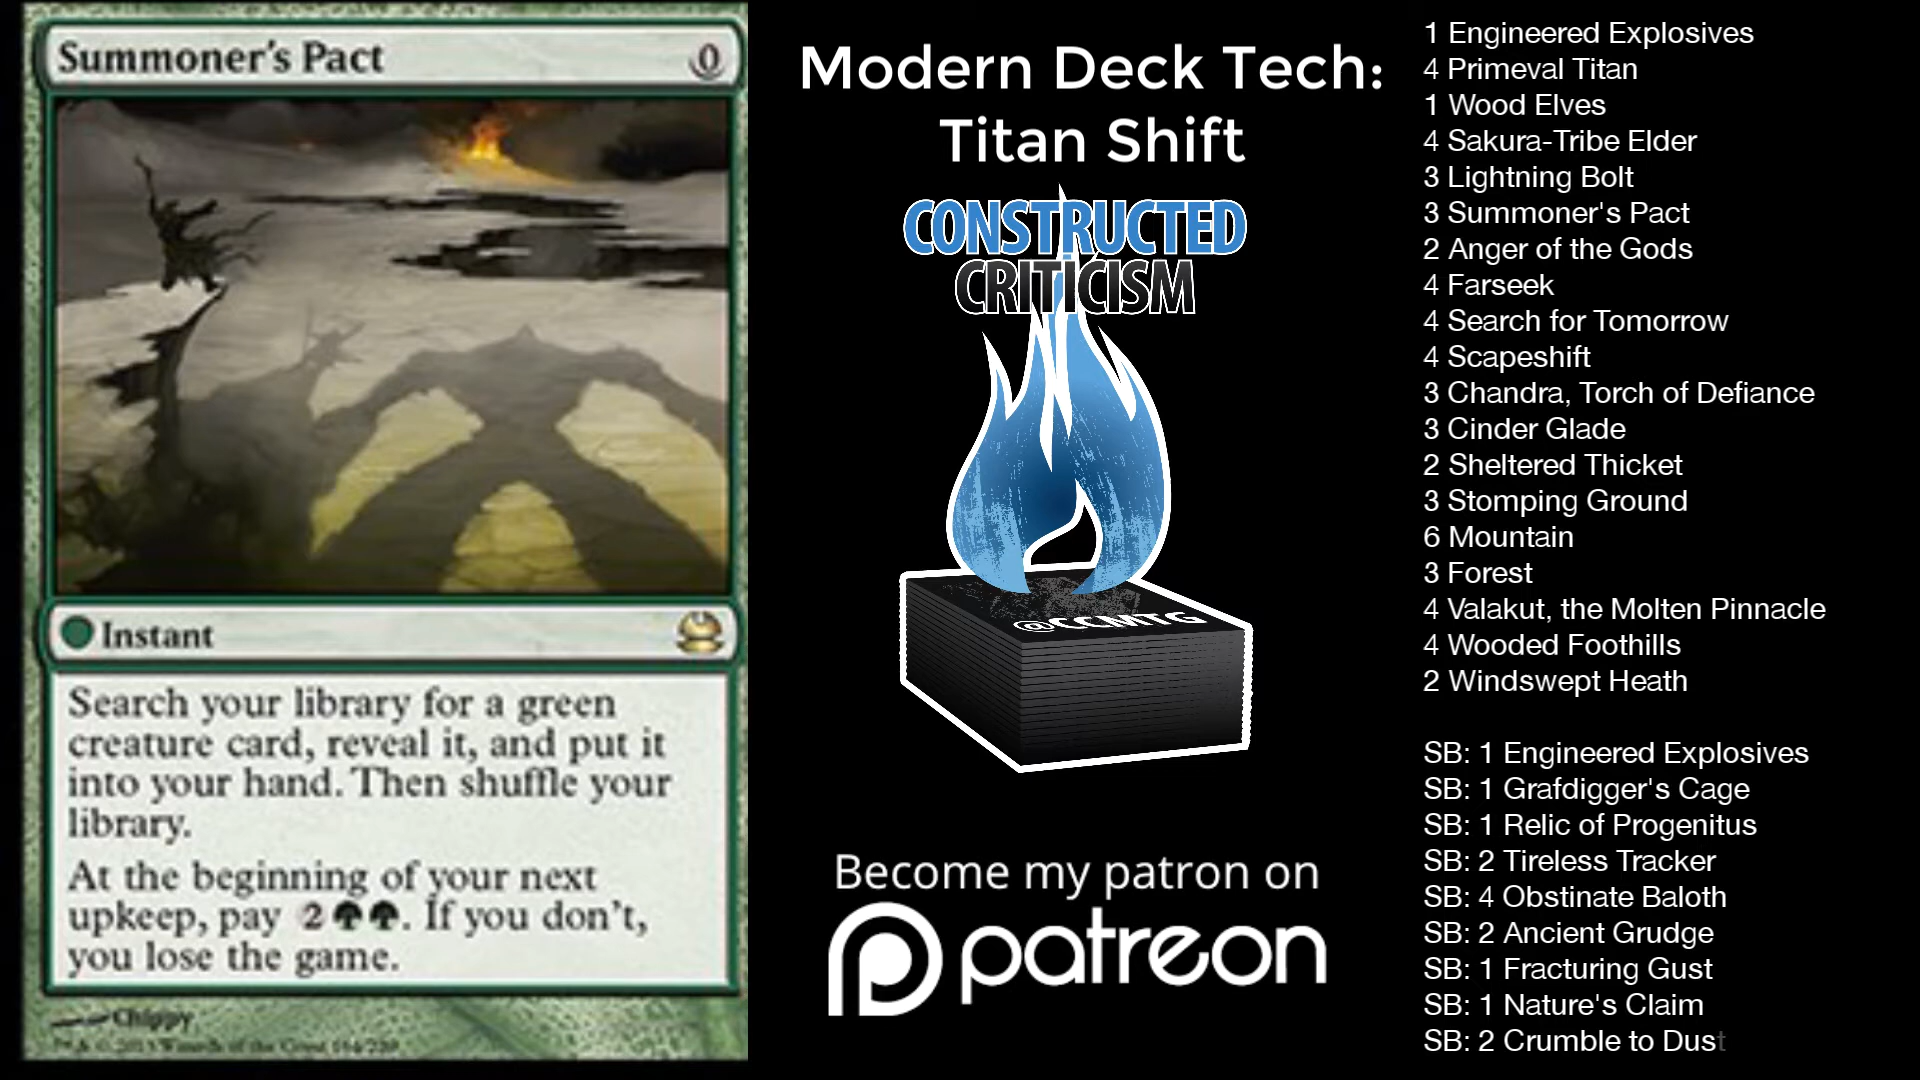 Summoner's Pact
0
Instant
Search your library for a green
creature card, reveal it, and put it
into your hand. Then shuffle your
library.
At the beginning of your next
upkeep, pay 2. If you don't,
you lose the game.
Chippy
Modern Deck Tech:
Titan Shift
CONSTRUCTED
CRITICISM
@CCMTG
Become my patron on
patreon
1 Engineered Explosives
4 Primeval Titan
1 Wood Elves
4 Sakura-Tribe Elder
3 Lightning Bolt
3 Summoner's Pact
2 Anger of the Gods
4 Farseek
4 Search for Tomorrow
4 Scapeshift
3 Chandra, Torch of Defiance
3 Cinder Glade
2 Sheltered Thicket
3 Stomping Ground
6 Mountain
3 Forest
4 Valakut, the Molten Pinnacle
4 Wooded Foothills
2 Windswept Heath
SB: 1 Engineered Explosives
SB: 1 Grafdigger's Cage
SB: 1 Relic of Progenitus
SB: 2 Tireless Tracker
SB: 4 Obstinate Baloth
SB: 2 Ancient Grudge
SB: 1 Fracturing Gust
SB: 1 Nature's Claim
SB: 2 Crumble to Dust